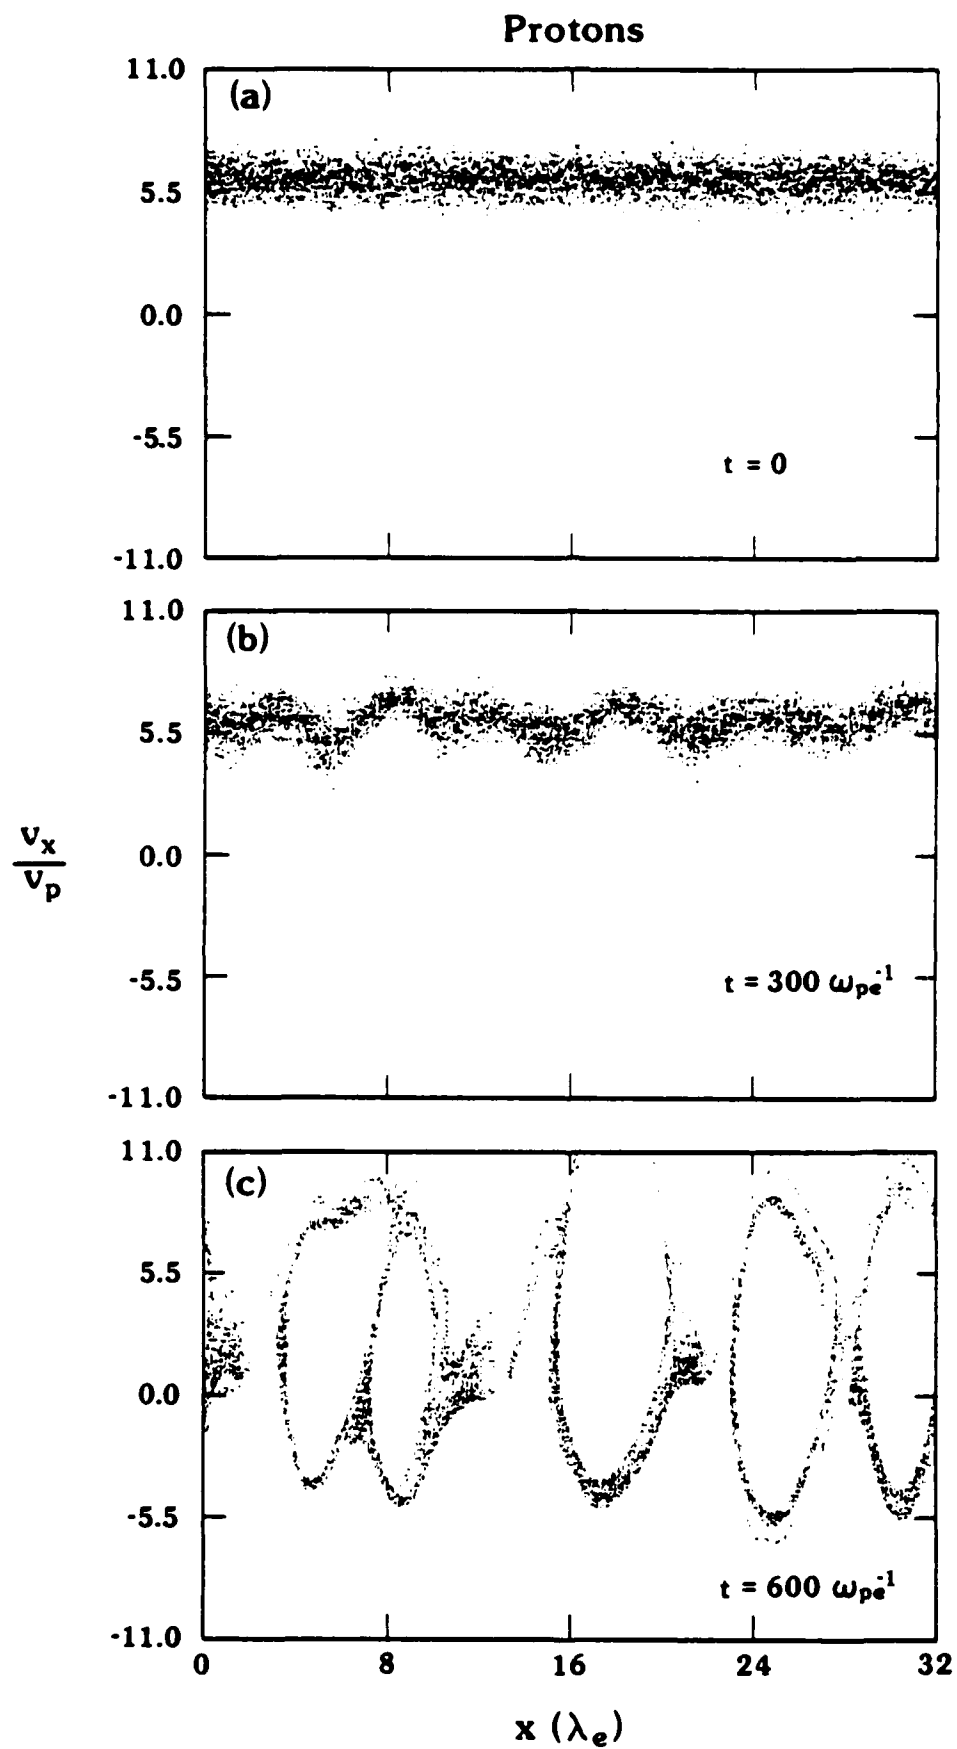 Protons
(a)
11.0
5.5
0.0
-5.5
-11.0
t = 0
(b)
11.0
5.5
0.0
-5.5
-11.0
t = 300 ωpe⁻¹
vx
vp
(c)
11.0
5.5
0.0
-5.5
-11.0
t = 600 ωpe⁻¹
0 8 16 24 32
x (λe)